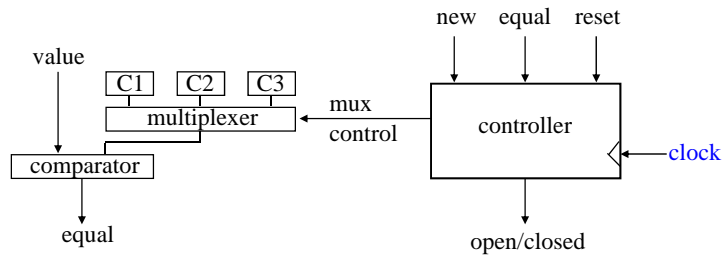 new equal reset
value
C1 C2 C3
multiplexer
mux
control
controller
comparator
clock
equal
open/closed